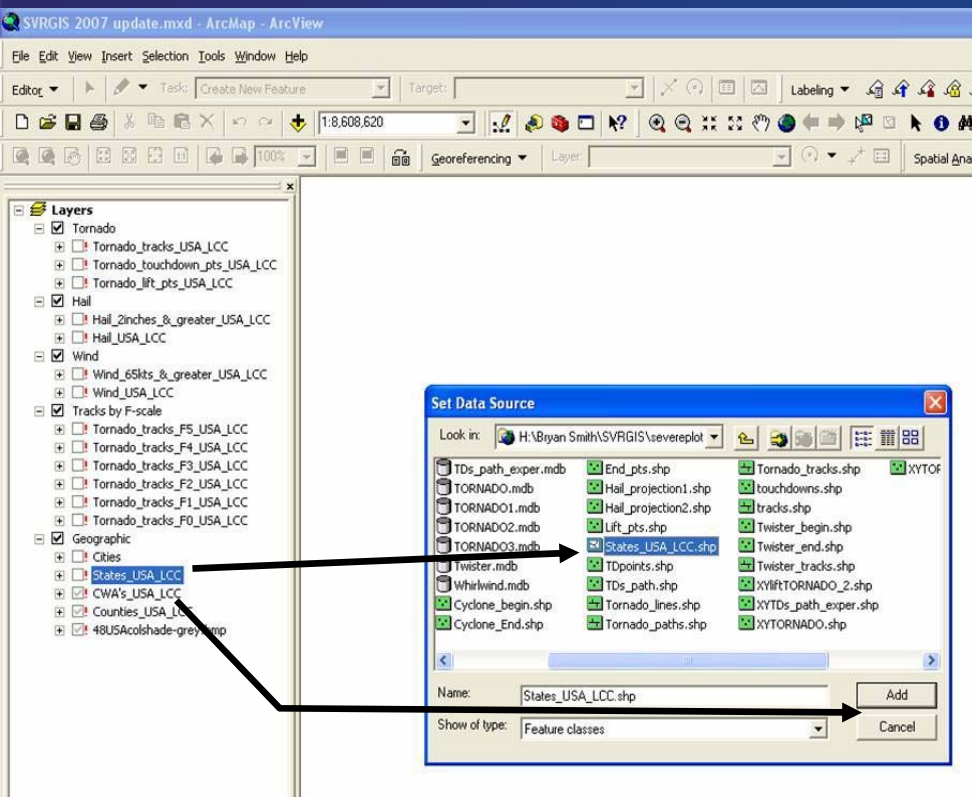 SVRGIS 2007 update.mxd - ArcMap - ArcView
File Edit View Insert Selection Tools Window Help
Editor Task: Create New Feature Target: Labeling
1:8,608,620
100% Georeferencing Layer: Spatial Ana
Layers
Tornado
Tornado_tracks_USA_LCC
Tornado_touchdown_pts_USA_LCC
Tornado_lift_pts_USA_LCC
Hail
Hail_2inches_&_greater_USA_LCC
Hail_USA_LCC
Wind
Wind_65kts_&_greater_USA_LCC
Wind_USA_LCC
Tracks by F-scale
Tornado_tracks_F5_USA_LCC
Tornado_tracks_F4_USA_LCC
Tornado_tracks_F3_USA_LCC
Tornado_tracks_F2_USA_LCC
Tornado_tracks_F1_USA_LCC
Tornado_tracks_F0_USA_LCC
Geographic
Cities
States_USA_LCC
CWA's_USA_LCC
Counties_USA_LCC
Set Data Source
Look in: H:\Bryan Smith\SVRGIS\severeplot
TDs_path_exper.mdb End_pts.shp Tornado_tracks.shp XYTOR
TORNADO.mdb Hail_projection1.shp touchdowns.shp
TORNADO1.mdb Hail_projection2.shp tracks.shp
TORNADO2.mdb Lift_pts.shp Twister_begin.shp
TORNADO3.mdb States_USA_LCC.shp Twister_end.shp
Twister.mdb TDpoints.shp Twister_tracks.shp
Whirlwind.mdb TDs_path.shp XYliftTORNADO_2.shp
Cyclone_begin.shp Tornado_lines.shp XYTDs_path_exper.shp
Cyclone_End.shp Tornado_paths.shp XYTORNADO.shp
Name: States_USA_LCC.shp Add
Show of type: Feature classes Cancel